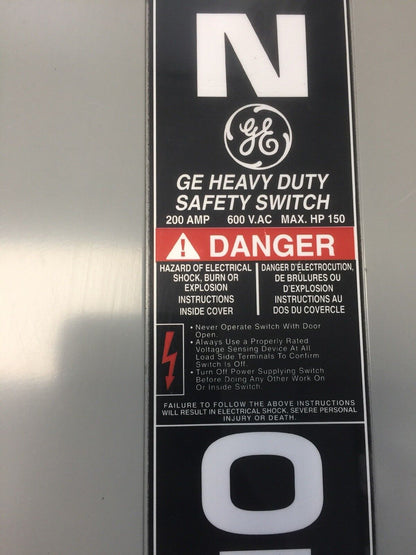 N
GE
GE HEAVY DUTY
SAFETY SWITCH
200 AMP 600 V.AC MAX. HP 150
DANGER
HAZARD OF ELECTRICAL
SHOCK, BURN OR
EXPLOSION
INSTRUCTIONS
INSIDE COVER
DANGER D'ÉLECTROCUTION,
DE BRÛLURES OU
D'EXPLOSION
INSTRUCTIONS AU
DOS DU COVERCLE
• Never Operate Switch With Door
Open.
• Always Use a Properly Rated
Voltage Sensing Device At All
Load Side Terminals To Confirm
Switch Is Off.
• Turn Off Power Supplying Switch
Before Doing Any Other Work On
Or Inside Switch.
FAILURE TO FOLLOW THE ABOVE INSTRUCTIONS
WILL RESULT IN ELECTRICAL SHOCK, SEVERE PERSONAL
INJURY OR DEATH.
O